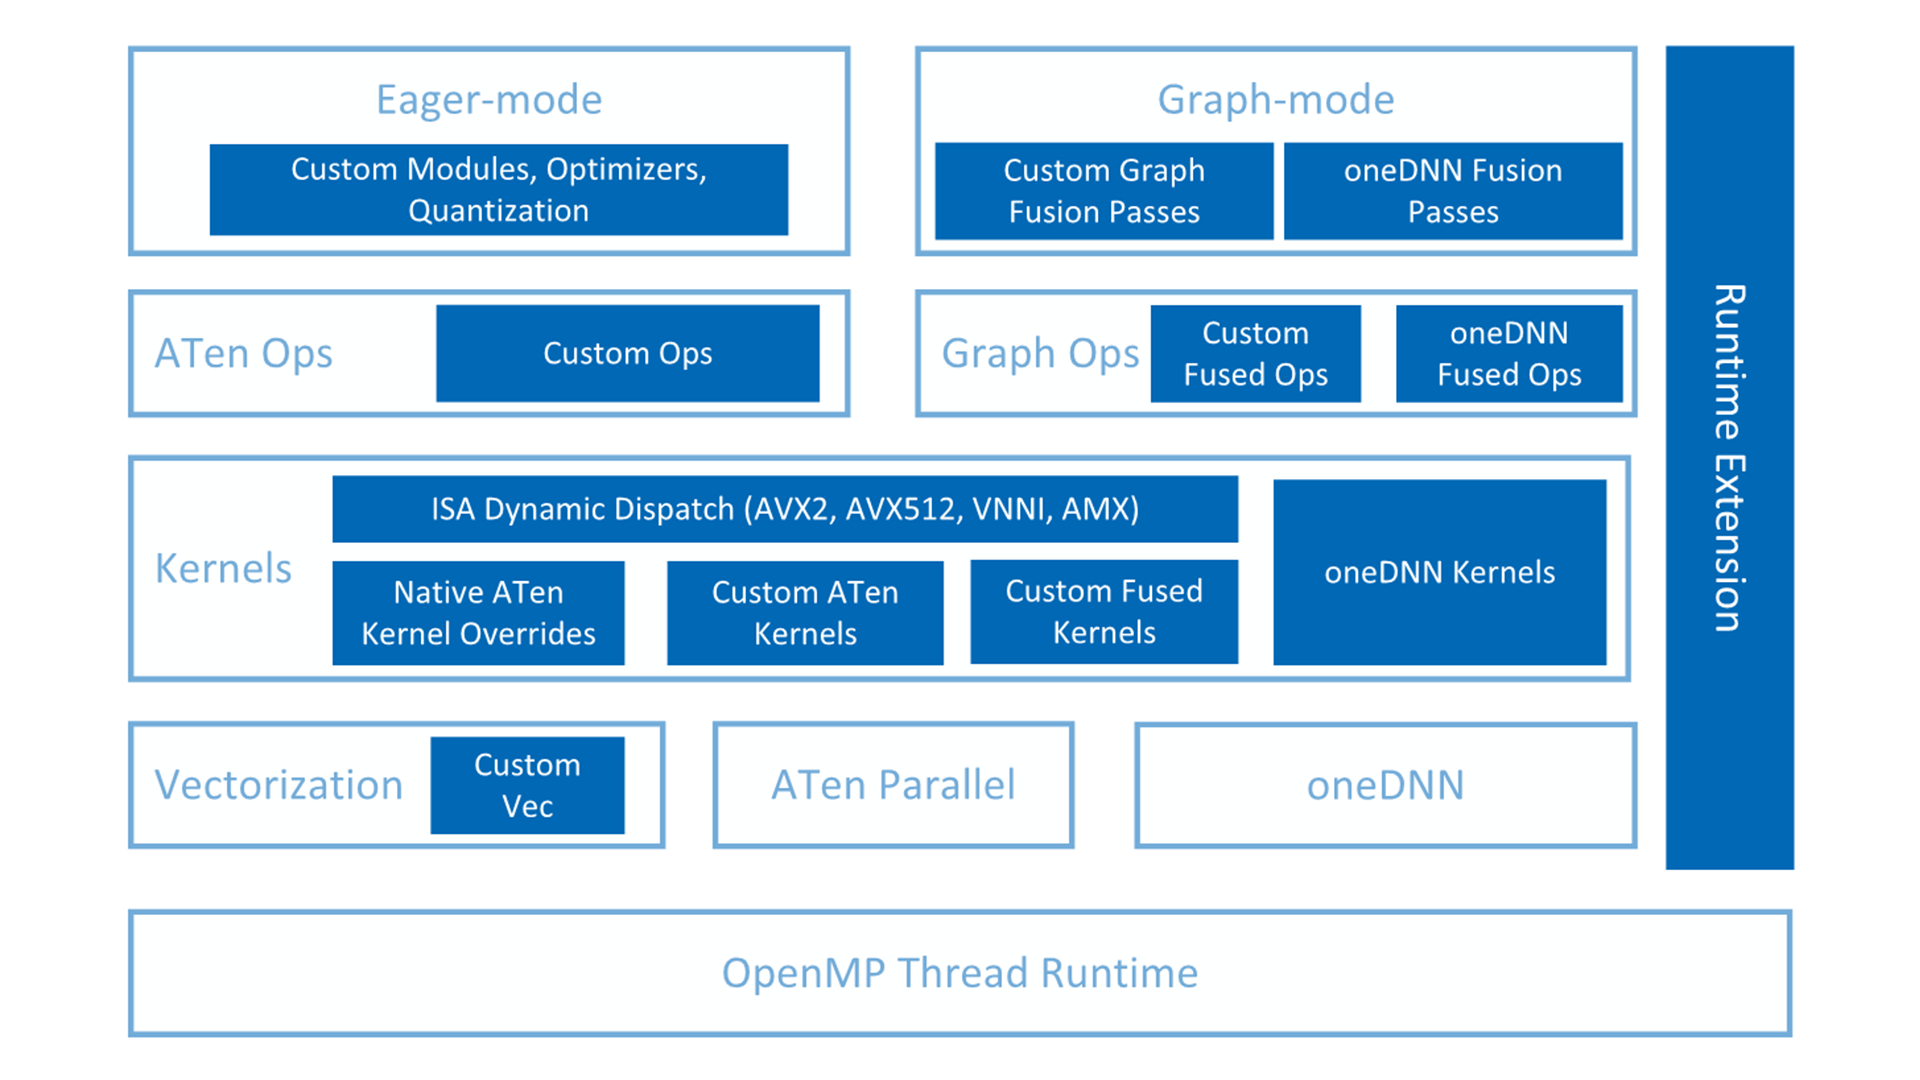 Eager-mode
Custom Modules, Optimizers,
Quantization
Graph-mode
Custom Graph
Fusion Passes
oneDNN Fusion
Passes
ATen Ops
Custom Ops
Graph Ops
Custom
Fused Ops
oneDNN
Fused Ops
Kernels
ISA Dynamic Dispatch (AVX2, AVX512, VNNI, AMX)
Native ATen
Kernel Overrides
Custom ATen
Kernels
Custom Fused
Kernels
oneDNN Kernels
Vectorization
Custom
Vec
ATen Parallel
oneDNN
Runtime Extension
OpenMP Thread Runtime